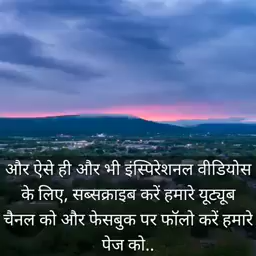 और ऐसे ही और भी इंस्पिरेशनल वीडियोस
के लिए, सब्सक्राइब करें हमारे यूट्यूब
चैनल को और फेसबुक पर फॉलो करें हमारे
पेज को..